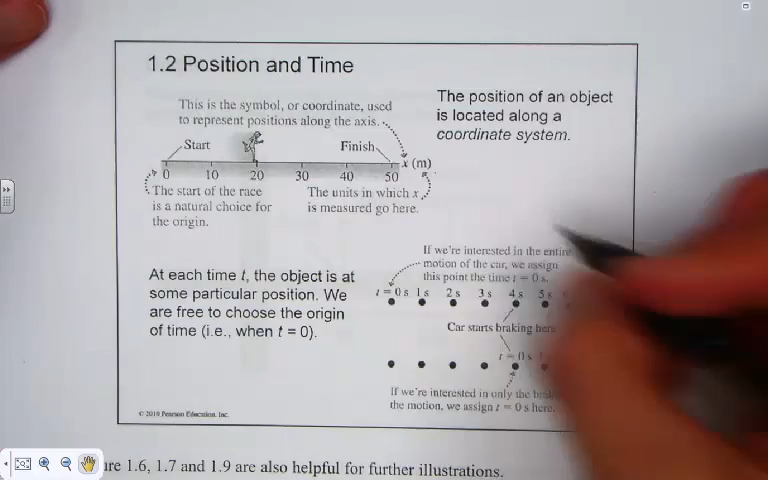 1.2 Position and Time
This is the symbol, or coordinate, used
to represent positions along the axis.
Start
Finish
x (m)
0 10 20 30 40 50
The start of the race
is a natural choice for
the origin.
The units in which x
is measured go here.
The position of an object
is located along a
coordinate system.
At each time t, the object is at
some particular position. We
are free to choose the origin
of time (i.e., when t = 0).
If we're interested in the entire
motion of the car, we assign
this point the time t = 0 s.
t = 0 s 1 s 2 s 3 s 4 s 5 s
Car starts braking here
t = 0 s
If we're interested in only the
the motion, we assign t = 0 s here.
© 2019 Pearson Education, Inc.
1.6, 1.7 and 1.9 are also helpful for further illustrations.